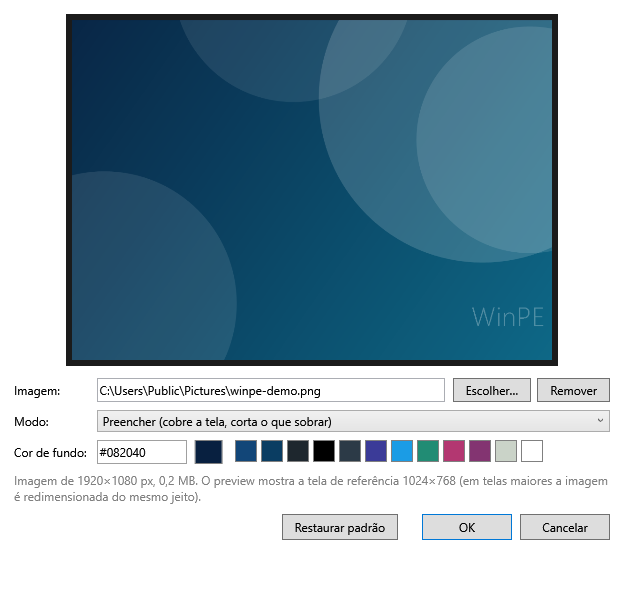 WinPE
Imagem: C:\Users\Public\Pictures\winpe-demo.png Escolher... Remover
Modo: Preencher (cobre a tela, corta o que sobrar)
Cor de fundo: #082040
Imagem de 1920×1080 px, 0,2 MB. O preview mostra a tela de referência 1024×768 (em telas maiores a imagem
é redimensionada do mesmo jeito).
Restaurar padrão OK Cancelar